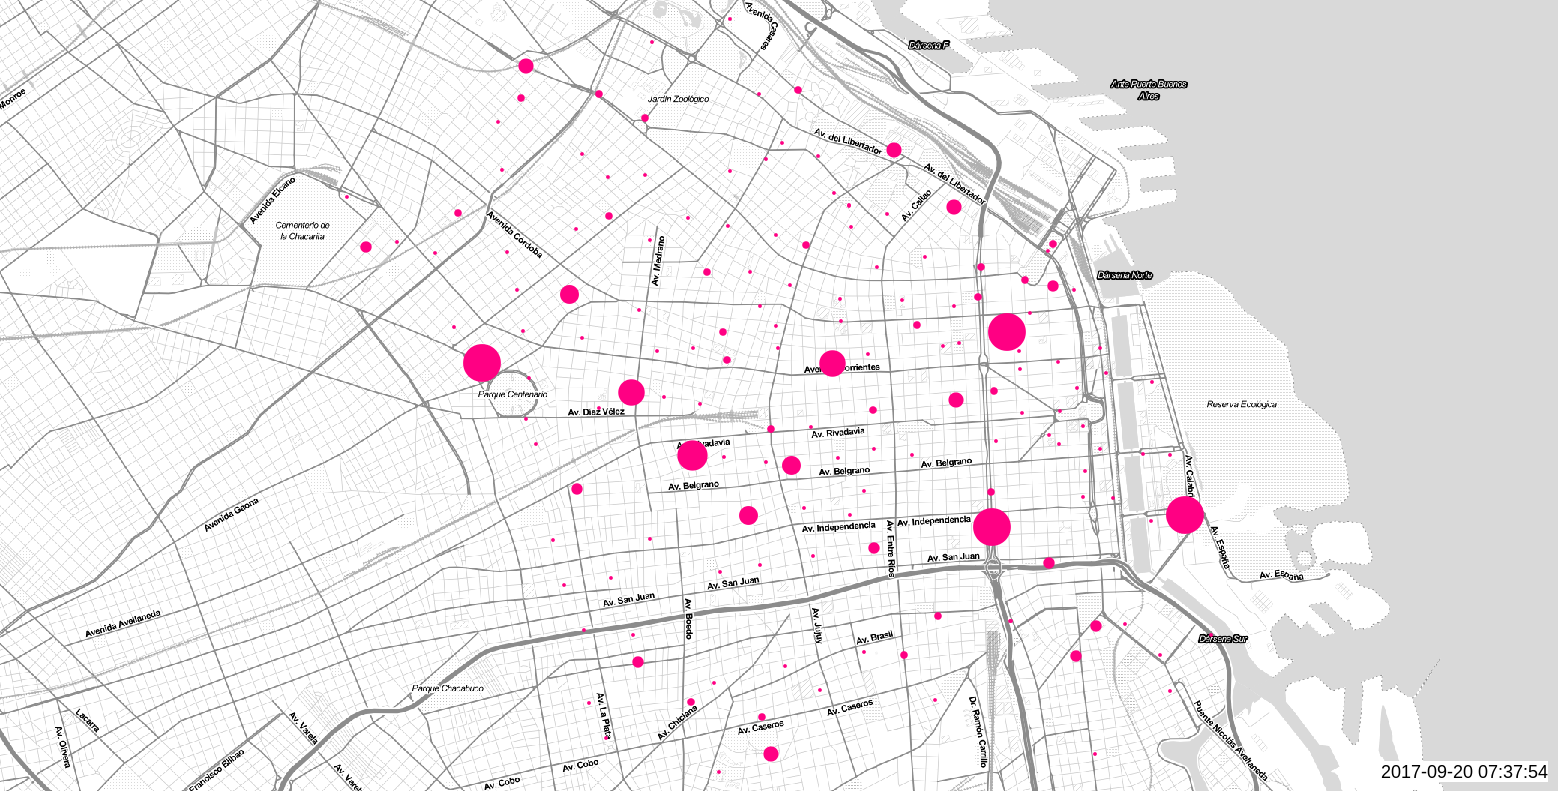 Avenida Casares
Dársena F
Ante Puerto Buenos
Aires
Monroe
Jardín Zoológico
Av. del Libertador
Av. del Libertador
Avenida Elcano
Av. Callao
Cementerio de
la Chacarita
Avenida Córdoba
Av. Medrano
Dársena Norte
Corrientes
Parque Centenario
Reserva Ecológica
Av. Díaz Vélez
Av. Rivadavia
Av. Belgrano
Av. Belgrano
Av. Belgrano
Avenida Gaona
Av. Independencia
Av. Independencia
Av. Entre Ríos
Av. España
Av. San Juan
Av. España
Av. San Juan
Av. San Juan
Avenida Avellaneda
Av. Boedo
Av. Jujuy
Av. Brasil
Dársena Sur
Parque Chacabuco
Av. La Plata
Av. Chiclana
Av. Caseros
Av. Caseros
Dr. Ramón Carrillo
Puente Nicolás Avellaneda
Lacarra
Av. Olivera
Av. Varela
Francisco Bilbao
Av. Cobo
Av. Cobo
2017-09-20 07:37:54